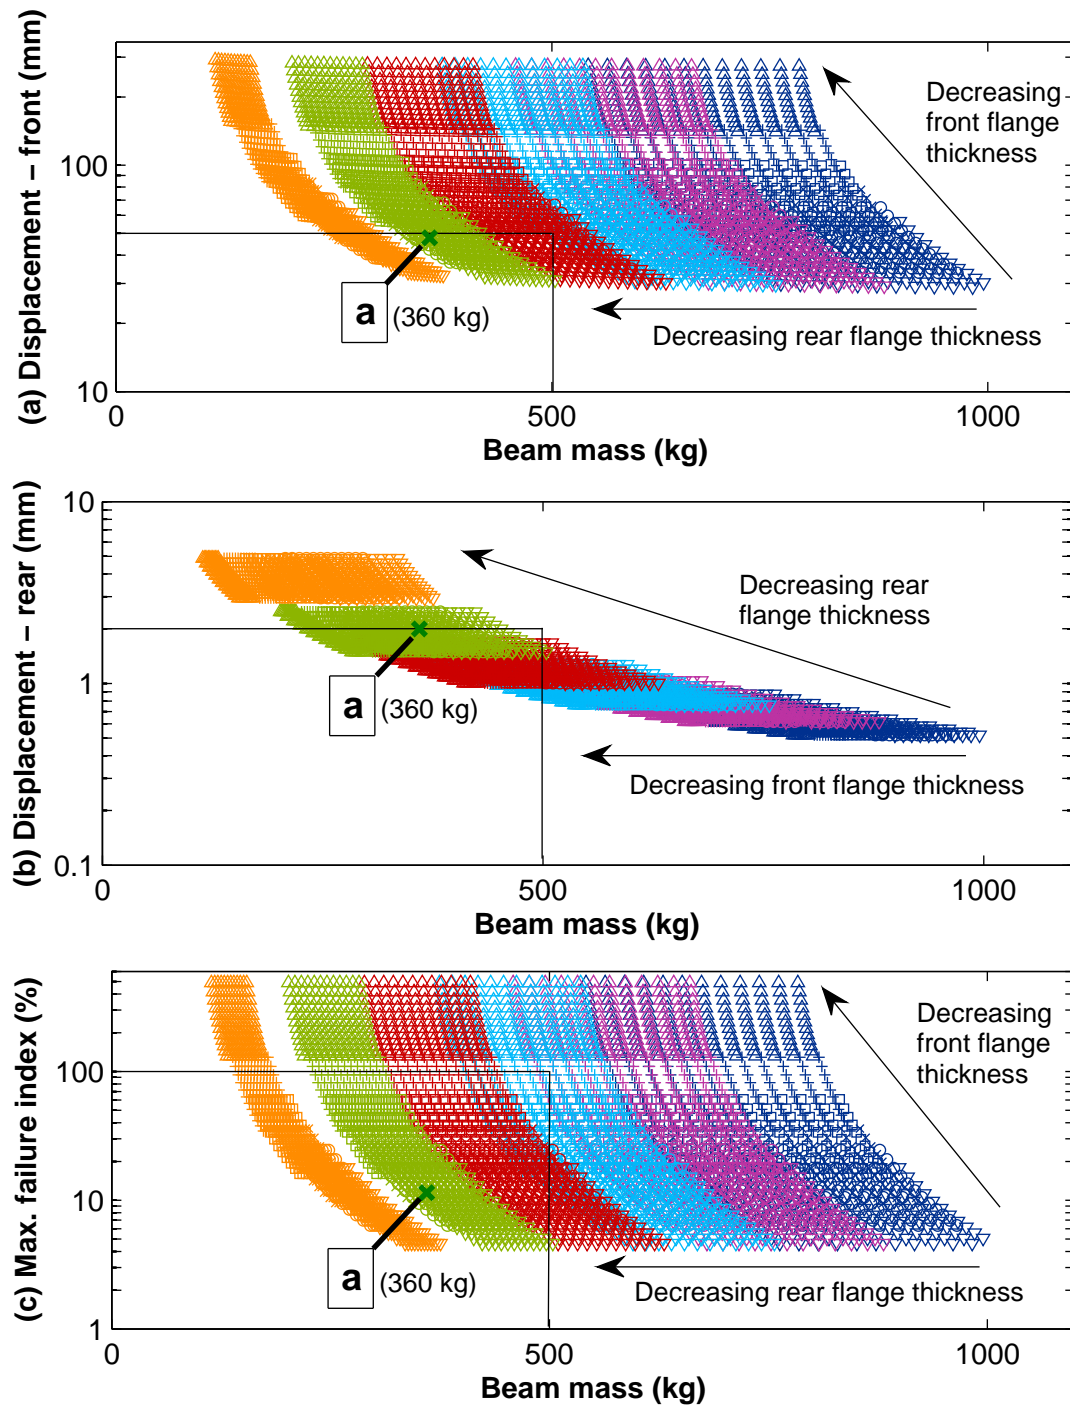 (a) Displacement – front (mm)
100
10
0
500
1000
Beam mass (kg)
Decreasing
front flange
thickness
a
(360 kg)
Decreasing rear flange thickness
(b) Displacement – rear (mm)
10
1
0.1
0
500
1000
Beam mass (kg)
Decreasing rear
flange thickness
a
(360 kg)
Decreasing front flange thickness
(c) Max. failure index (%)
100
10
1
0
500
1000
Beam mass (kg)
Decreasing
front flange
thickness
a
(360 kg)
Decreasing rear flange thickness